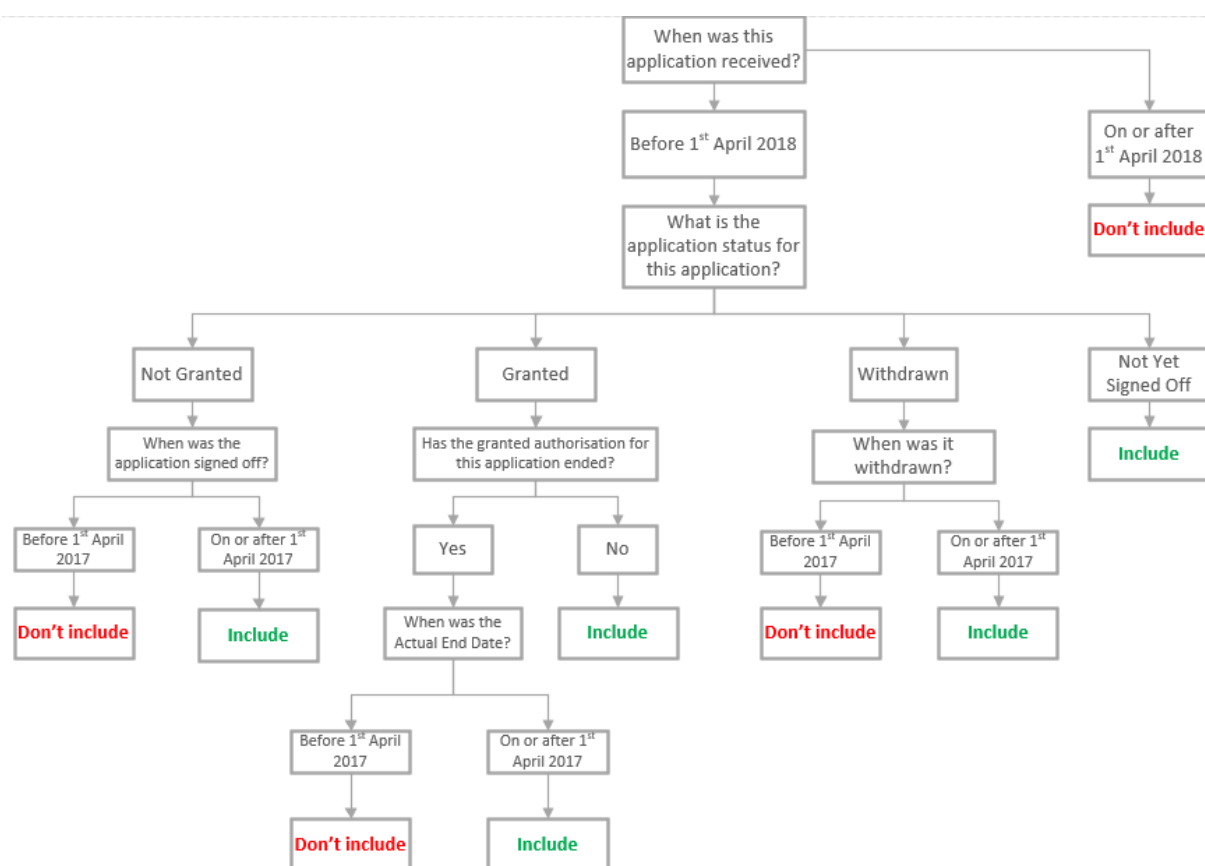 When was this
application received?
Before 1st April 2018
On or after
1st April 2018
Don't include
What is the
application status for
this application?
Not Granted
Granted
Withdrawn
Not Yet
Signed Off
When was the
application signed off?
Has the granted authorisation for
this application ended?
When was it
withdrawn?
Include
Before 1st April
2017
On or after 1st
April 2017
Yes
No
Before 1st April
2017
On or after 1st
April 2017
Don't include
Include
When was the
Actual End Date?
Include
Don't include
Include
Before 1st April
2017
On or after 1st
April 2017
Don't include
Include